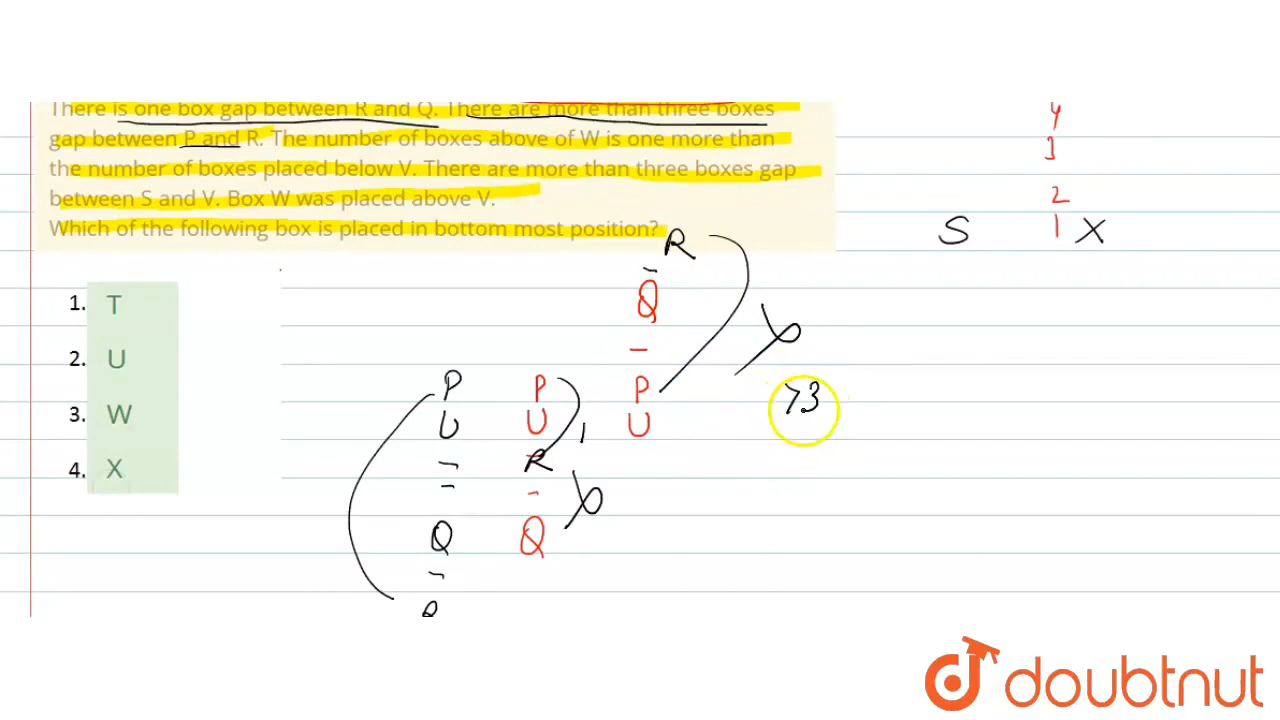 There is one box gap between R and Q. There are more than three boxes
gap between P and R. The number of boxes above of W is one more than
the number of boxes placed below V. There are more than three boxes gap
between S and V. Box W was placed above V.
Which of the following box is placed in bottom most position?
1. T
2. U
3. W
4. X
4
3
2
S 1 X
R
-
Q
-
P P P
U U U
>3
- R
-
-
Q Q
-
doubtnut